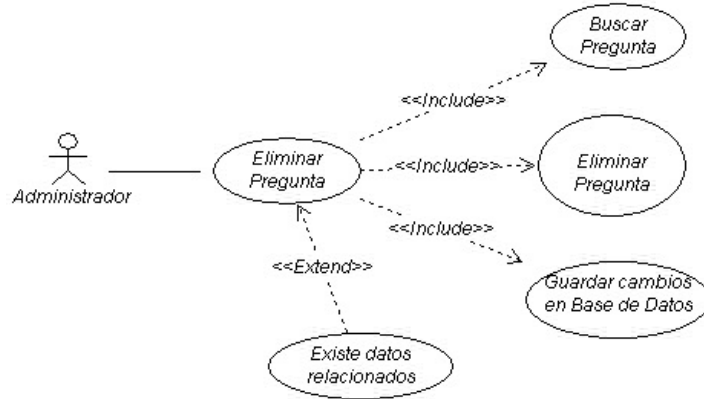 Buscar
Pregunta
<<Include>>
Eliminar
Pregunta
<<Include>>
Eliminar
Pregunta
Administrador
<<Include>>
<<Extend>>
Guardar cambios
en Base de Datos
Existe datos
relacionados